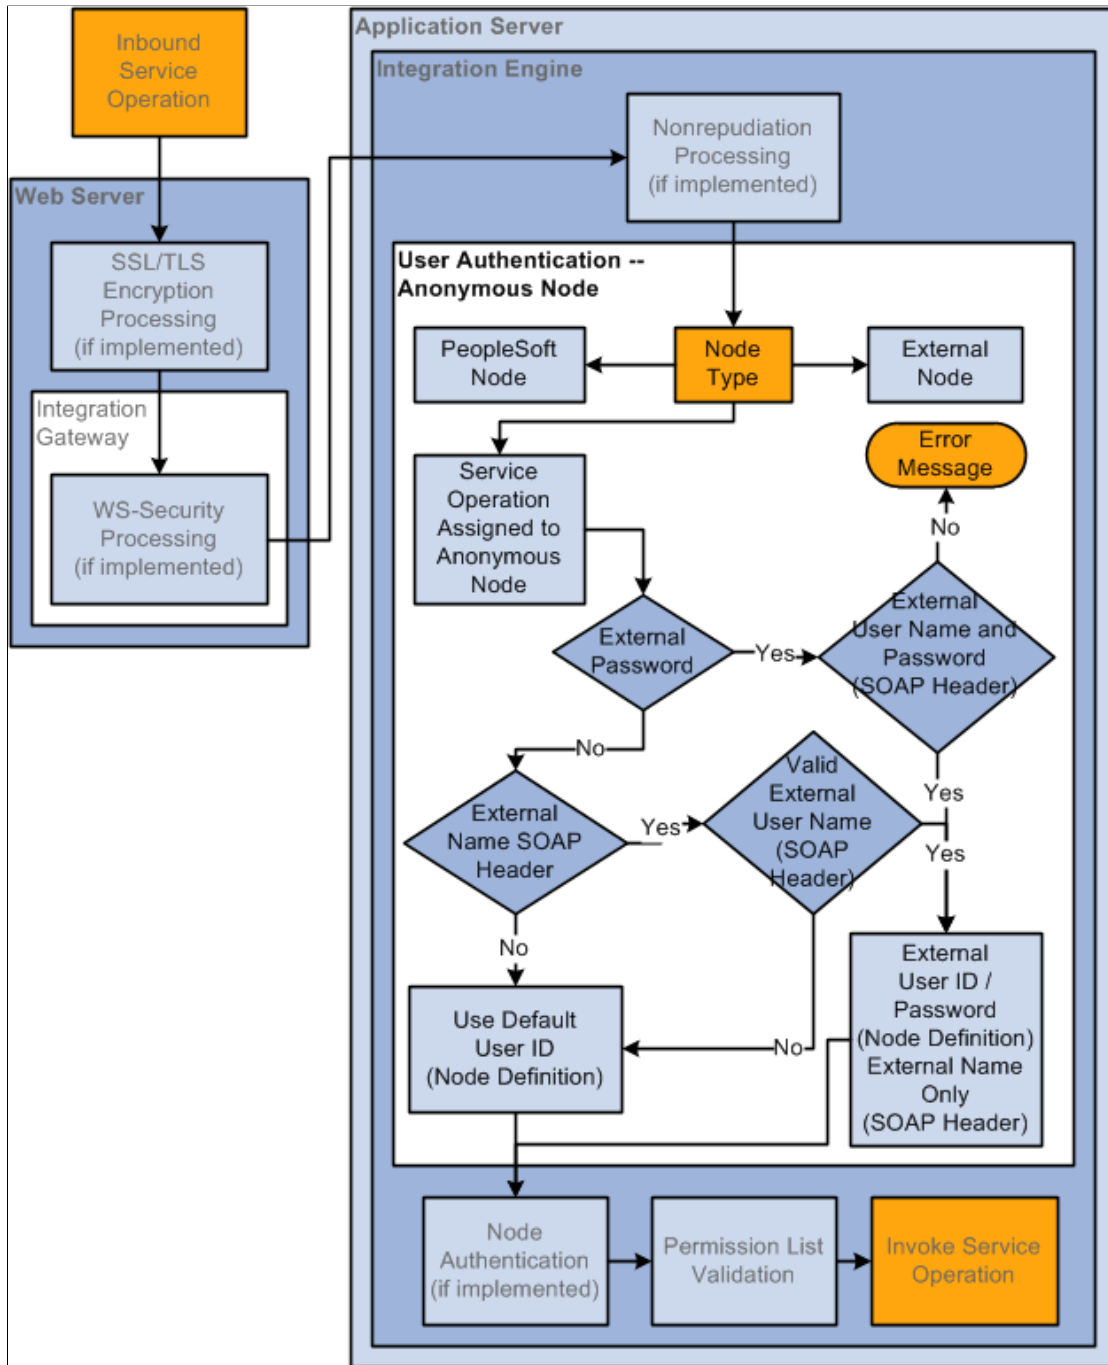 Application Server
Integration Engine
Inbound
Service
Operation
Nonrepudiation
Processing
(if implemented)
Web Server
SSL/TLS
Encryption
Processing
(if implemented)
Integration
Gateway
WS-Security
Processing
(if implemented)
User Authentication --
Anonymous Node
PeopleSoft
Node
Node
Type
External
Node
Service
Operation
Assigned to
Anonymous
Node
Error
Message
No
External
Password
Yes
External
User Name and
Password
(SOAP Header)
No
External
Name SOAP
Header
Yes
Valid
External
User Name
(SOAP
Header)
Yes
Yes
No
Use Default
User ID
(Node Definition)
No
External
User ID /
Password
(Node Definition)
External Name
Only
(SOAP Header)
Node
Authentication
(if implemented)
Permission List
Validation
Invoke Service
Operation